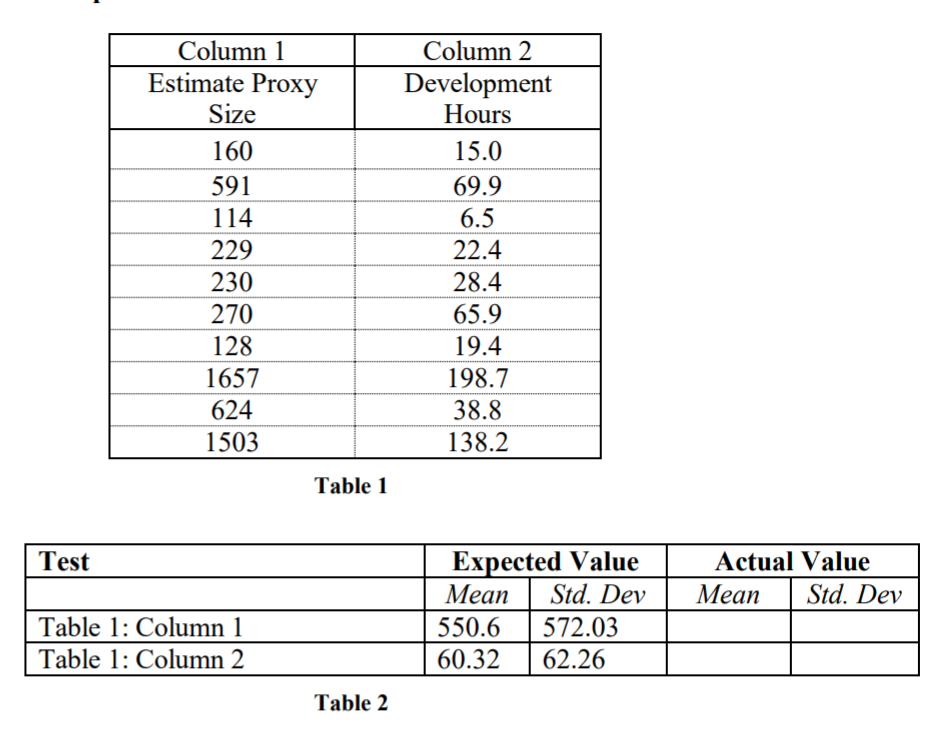 Column 1 Column 2
Estimate Proxy Size Development Hours
160 15.0
591 69.9
114 6.5
229 22.4
230 28.4
270 65.9
128 19.4
1657 198.7
624 38.8
1503 138.2
Table 1
Test Expected Value Actual Value
Mean Std. Dev Mean Std. Dev
Table 1: Column 1 550.6 572.03
Table 1: Column 2 60.32 62.26
Table 2